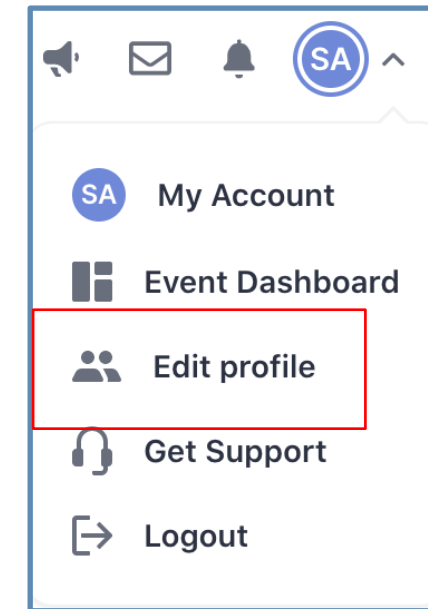 SA
SA My Account
Event Dashboard
Edit profile
Get Support
Logout